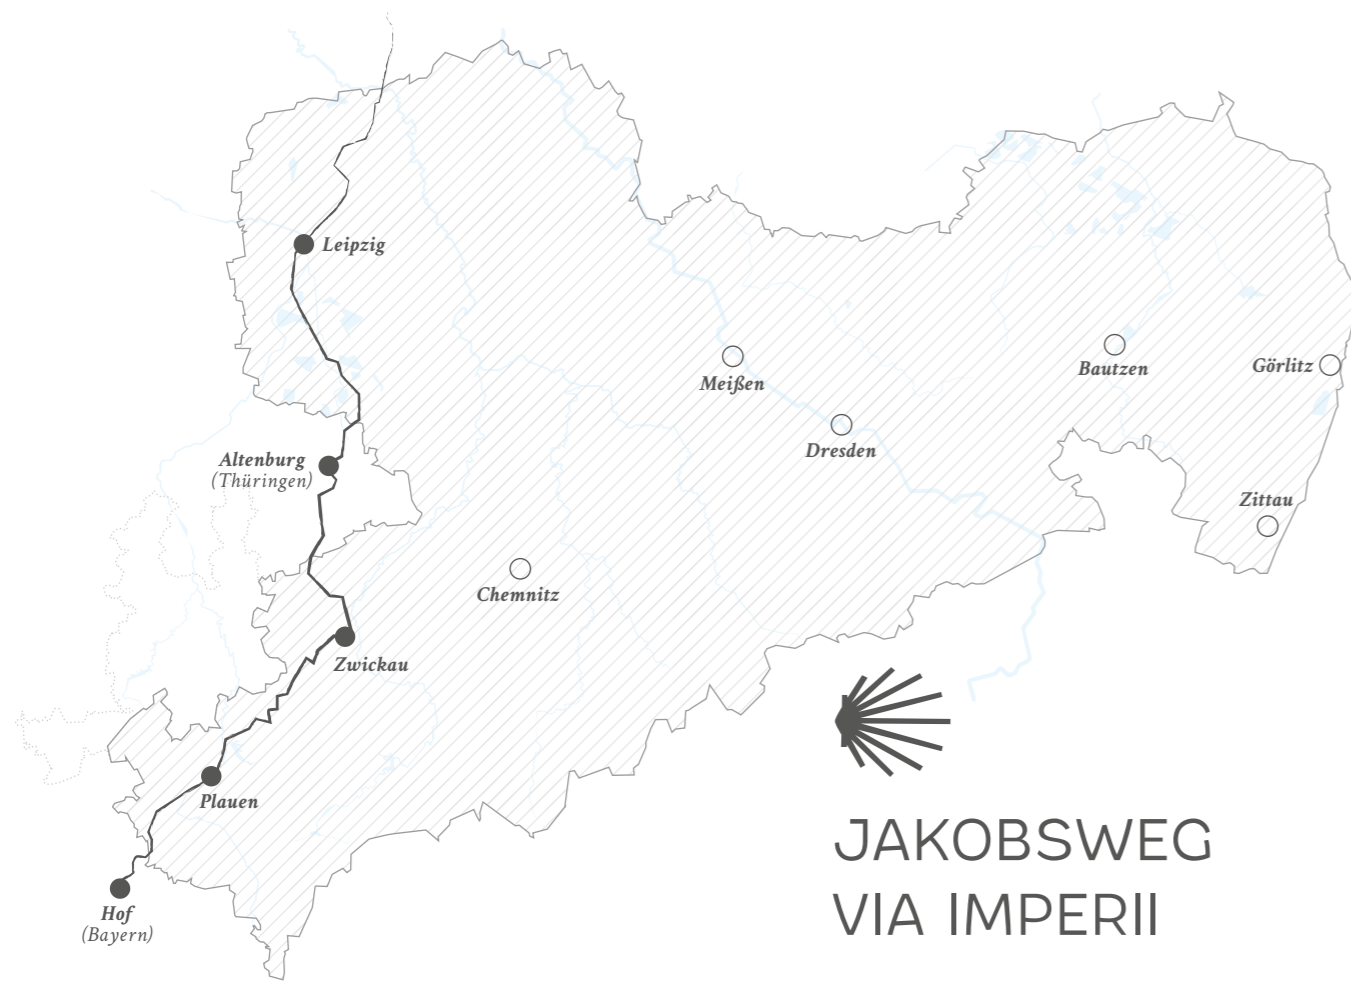 Leipzig
Meißen
Bautzen
Görlitz
Dresden
Altenburg
(Thüringen)
Zittau
Chemnitz
Zwickau
Plauen
Hof
(Bayern)
JAKOBSWEG
VIA IMPERII